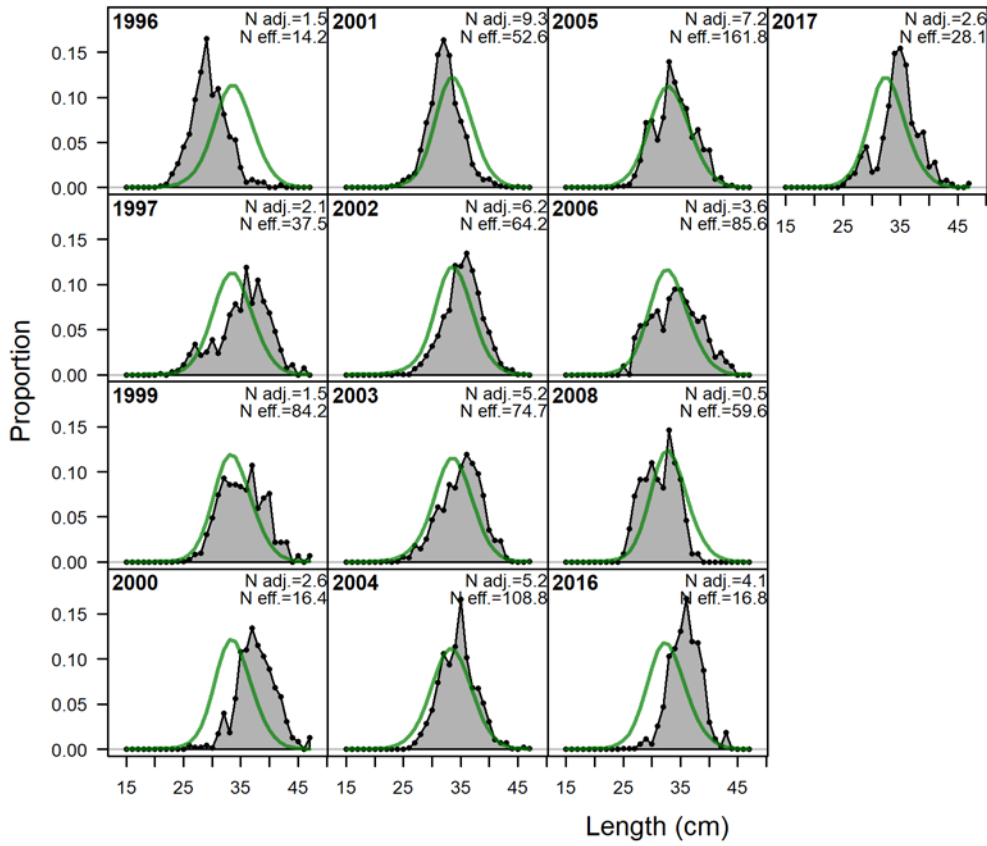 1996
N adj.=1.5
N eff.=14.2
2001
N adj.=9.3
N eff.=52.6
2005
N adj.=7.2
N eff.=161.8
2017
N adj.=2.6
N eff.=28.1
0.15
0.10
0.05
0.00
1997
N adj.=2.1
N eff.=37.5
2002
N adj.=6.2
N eff.=64.2
2006
N adj.=3.6
N eff.=85.6
15 25 35 45
0.15
0.10
0.05
0.00
1999
N adj.=1.5
N eff.=84.2
2003
N adj.=5.2
N eff.=74.7
2008
N adj.=0.5
N eff.=59.6
0.15
0.10
0.05
0.00
2000
N adj.=2.6
N eff.=16.4
2004
N adj.=5.2
N eff.=108.8
2016
N adj.=4.1
N eff.=16.8
0.15
0.10
0.05
0.00
15 25 35 45
15 25 35 45
15 25 35 45
Proportion
Length (cm)